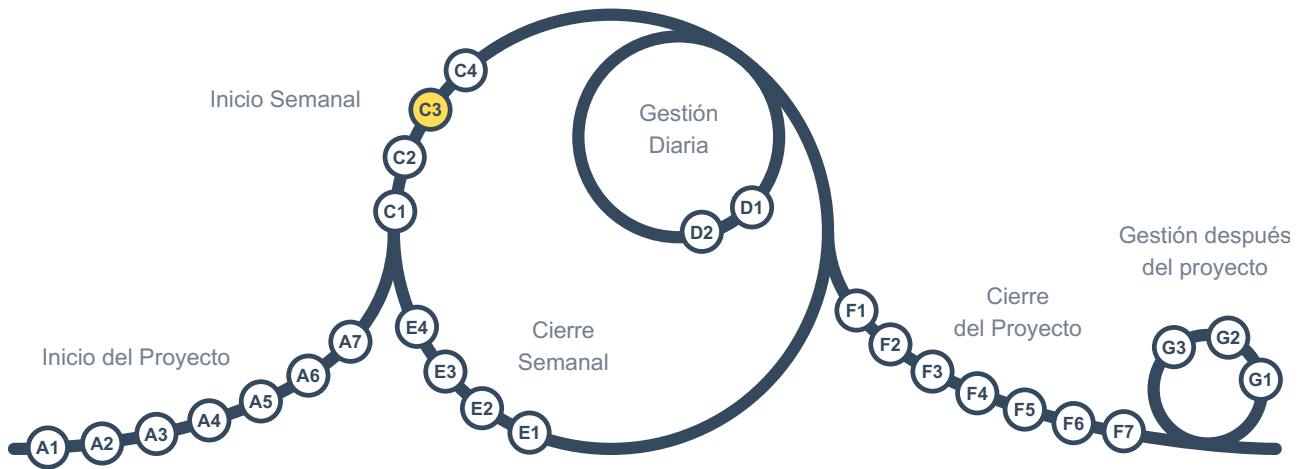 Inicio del Proyecto
A1
A2
A3
A4
A5
A6
A7
Inicio Semanal
C1
C2
C3
C4
Gestión
Diaria
D1
D2
Cierre
Semanal
E1
E2
E3
E4
Cierre
del Proyecto
F1
F2
F3
F4
F5
F6
F7
Gestión después
del proyecto
G1
G2
G3